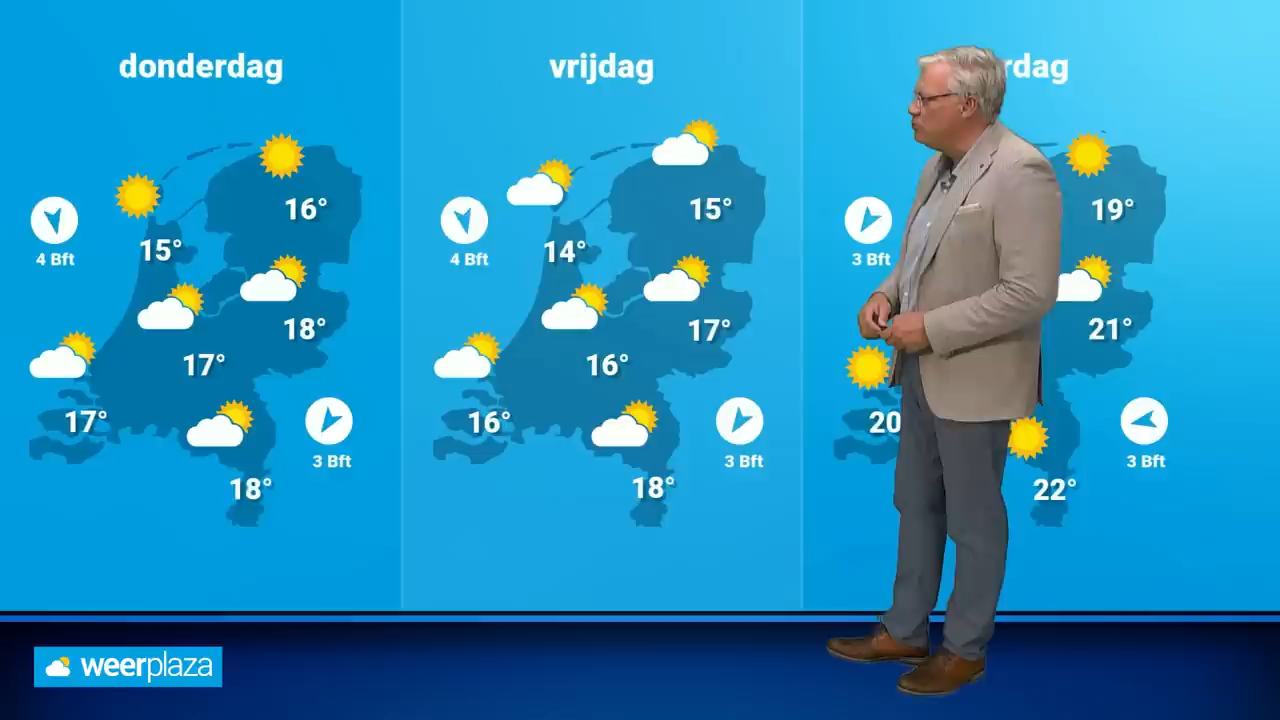 donderdag
16°
15°
4 Bft
18°
17°
17°
3 Bft
18°
vrijdag
15°
14°
4 Bft
17°
16°
16°
3 Bft
18°
rdag
19°
3 Bft
21°
20
3 Bft
22°
weerplaza